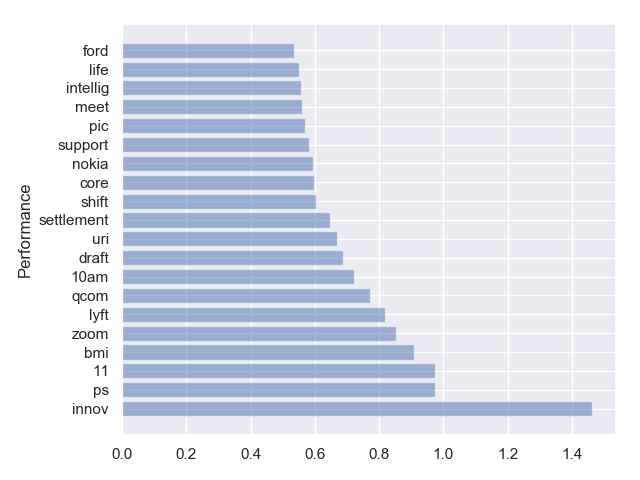 ford
life
intellig
meet
pic
support
nokia
core
shift
settlement
uri
draft
10am
qcom
lyft
zoom
bmi
11
ps
innov
Performance
0.0 0.2 0.4 0.6 0.8 1.0 1.2 1.4